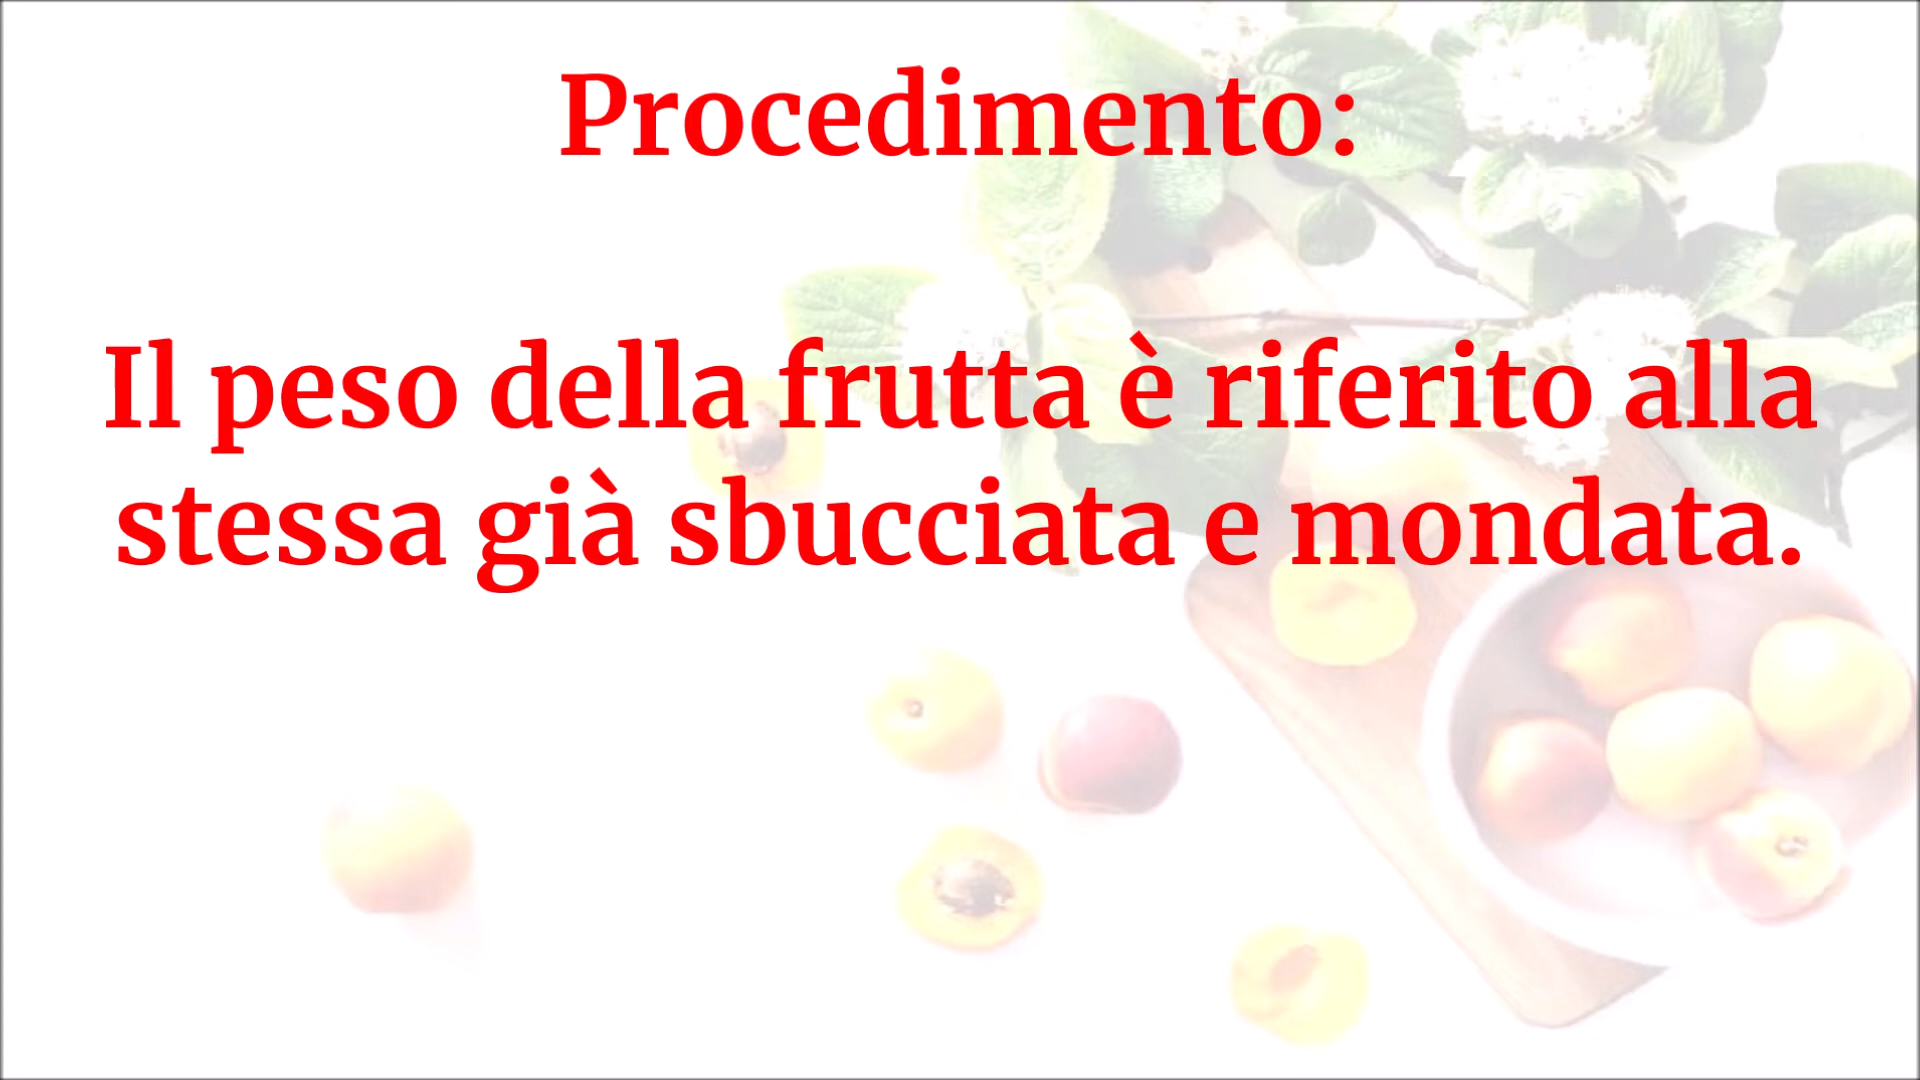 Procedimento:
Il peso della frutta è riferito alla
stessa già sbucciata e mondata.